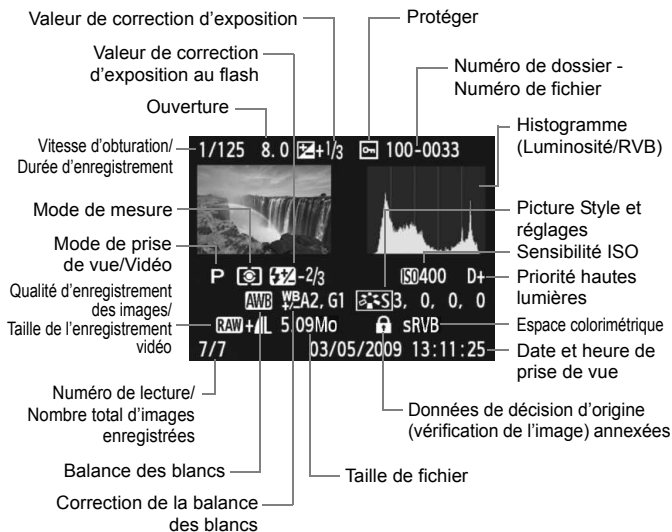 Valeur de correction d'exposition
Protéger
Valeur de correction
d'exposition au flash
Numéro de dossier -
Numéro de fichier
Ouverture
Histogramme
(Luminosité/RVB)
Vitesse d'obturation/
Durée d'enregistrement
1/125 8.0 +1/3 100-0033
Mode de mesure
Picture Style et
réglages
Mode de prise
de vue/Vidéo
Sensibilité ISO
P -2/3 ISO400 D+
Priorité hautes
lumières
Qualité d'enregistrement
des images/
Taille de l'enregistrement
vidéo
AWB WB A2, G1 S 3, 0, 0, 0
RAW+L 5.09Mo sRVB
Espace colorimétrique
7/7 03/05/2009 13:11:25
Date et heure de
prise de vue
Numéro de lecture/
Nombre total d'images
enregistrées
Données de décision d'origine
(vérification de l'image) annexées
Balance des blancs
Taille de fichier
Correction de la balance
des blancs